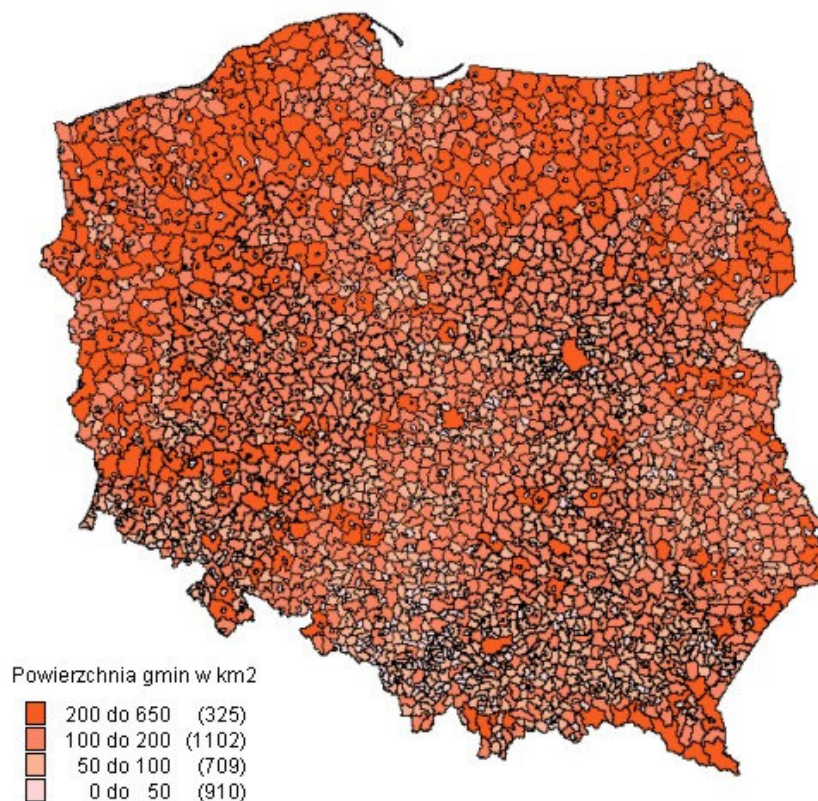 Powierzchnia gmin w km2
200 do 650 (325)
100 do 200 (1102)
50 do 100 (709)
0 do 50 (910)